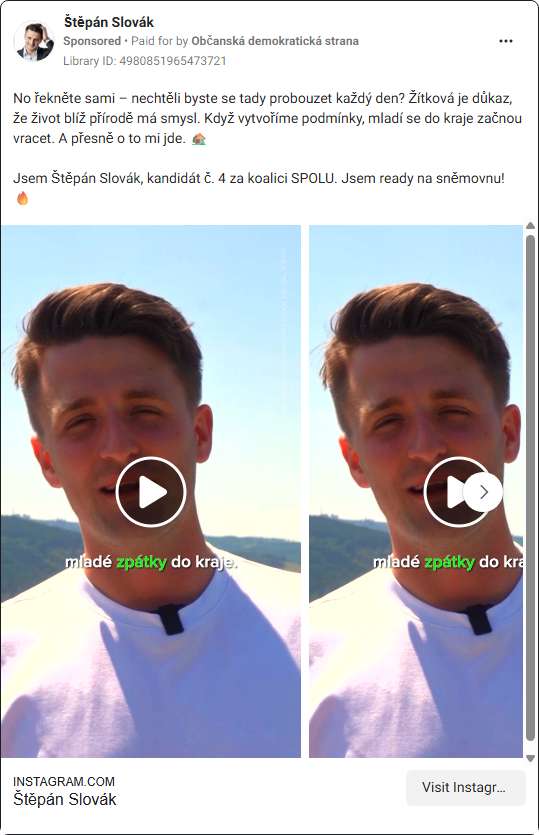 Štěpán Slovák
Sponsored • Paid for by Občanská demokratická strana
Library ID: 4980851965473721
No řekněte sami – nechtěli byste se tady probouzet každý den? Žítková je důkaz,
že život blíž přírodě má smysl. Když vytvoříme podmínky, mladí se do kraje začnou
vracet. A přesně o to mi jde. 🏡
Jsem Štěpán Slovák, kandidát č. 4 za koalici SPOLU. Jsem ready na sněmovnu!
🔥
mladé zpátky do kraje.
mladé zpátky do kra
INSTAGRAM.COM
Štěpán Slovák
Visit Instagr...